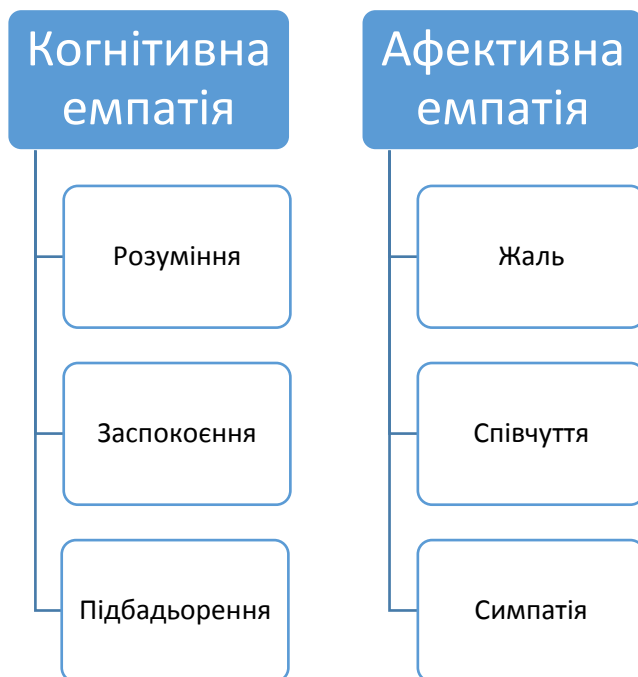 Когнітивна
емпатія
Розуміння
Заспокоєння
Підбадьорення
Афективна
емпатія
Жаль
Співчуття
Симпатія